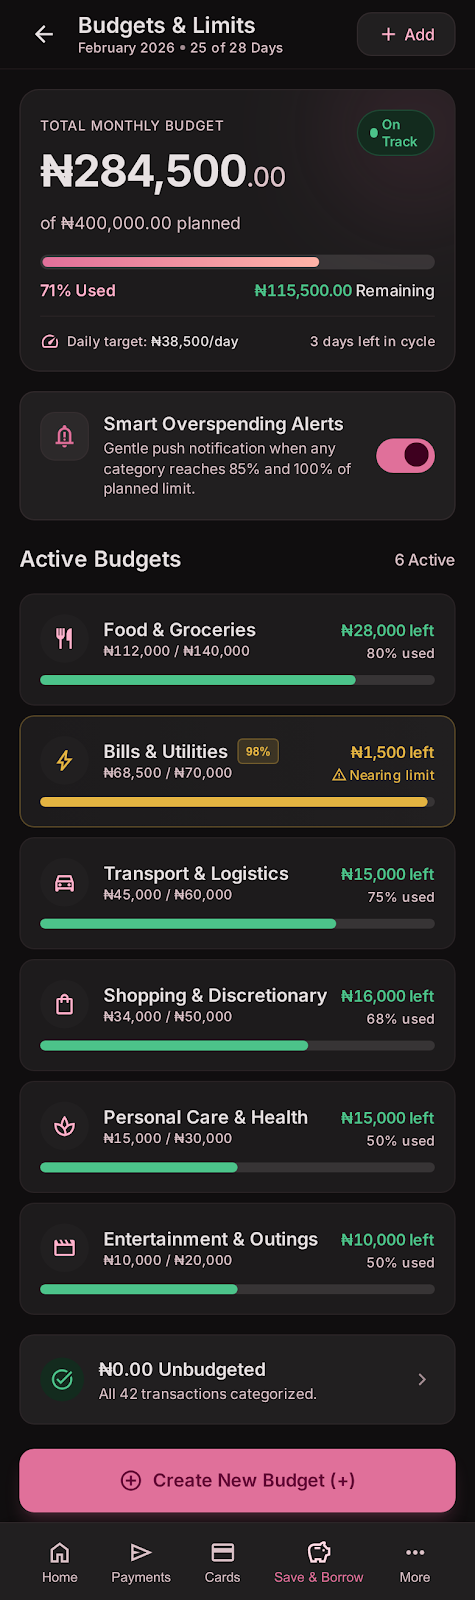 Budgets & Limits
February 2026 • 25 of 28 Days
+ Add
TOTAL MONTHLY BUDGET
On
Track
₦284,500.00
of ₦400,000.00 planned
71% Used
₦115,500.00 Remaining
Daily target: ₦38,500/day
3 days left in cycle
Smart Overspending Alerts
Gentle push notification when any
category reaches 85% and 100% of
planned limit.
Active Budgets
6 Active
Food & Groceries
₦28,000 left
₦112,000 / ₦140,000
80% used
Bills & Utilities
98%
₦1,500 left
₦68,500 / ₦70,000
Nearing limit
Transport & Logistics
₦15,000 left
₦45,000 / ₦60,000
75% used
Shopping & Discretionary
₦16,000 left
₦34,000 / ₦50,000
68% used
Personal Care & Health
₦15,000 left
₦15,000 / ₦30,000
50% used
Entertainment & Outings
₦10,000 left
₦10,000 / ₦20,000
50% used
₦0.00 Unbudgeted
All 42 transactions categorized.
Create New Budget (+)
Home
Payments
Cards
Save & Borrow
More